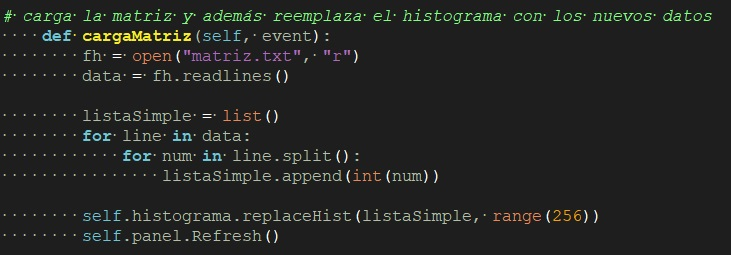 # carga la matriz y además reemplaza el histograma con los nuevos datos
    def cargaMatriz(self, event):
        fh = open("matriz.txt", "r")
        data = fh.readlines()

        listaSimple = list()
        for line in data:
            for num in line.split():
                listaSimple.append(int(num))

        self.histograma.replaceHist(listaSimple, range(256))
        self.panel.Refresh()